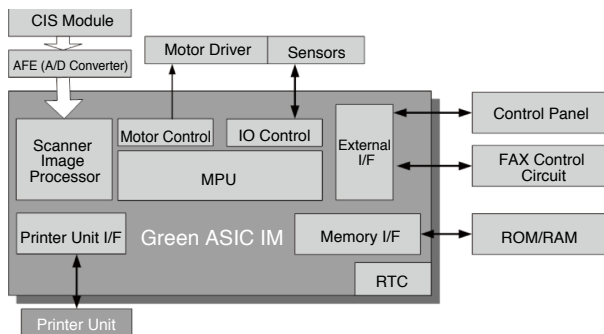 CIS Module
AFE (A/D Converter)
Motor Driver
Sensors
Scanner
Image
Processor
Motor Control
IO Control
MPU
External
I/F
Control Panel
FAX Control
Circuit
Printer Unit I/F
Green ASIC IM
Memory I/F
ROM/RAM
RTC
Printer Unit